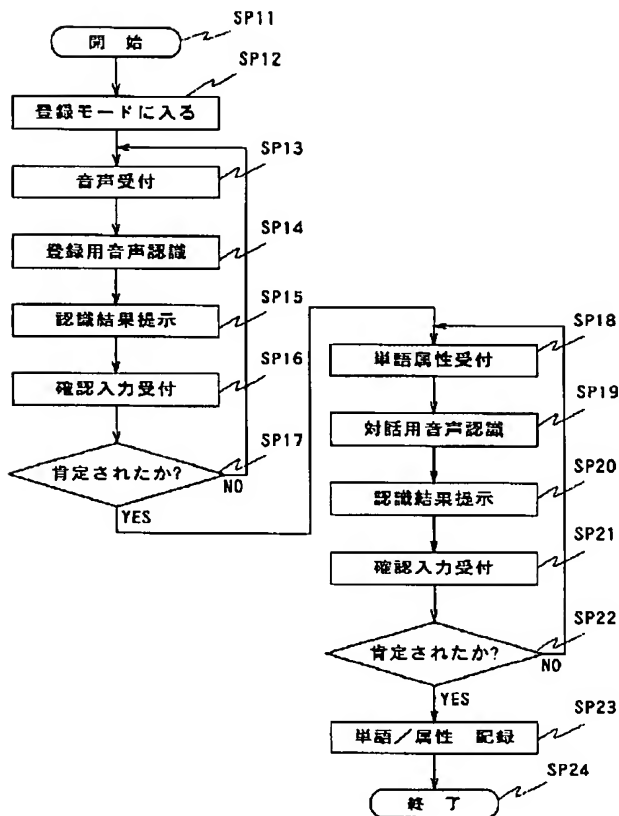 SP11
開 始
SP12
登録モードに入る
SP13
音声受付
SP14
登録用音声認識
SP15
認識結果提示
SP16
確認入力受付
SP17
肯定されたか?
NO
YES
SP18
単語属性受付
SP19
対話用音声認識
SP20
認識結果提示
SP21
確認入力受付
SP22
肯定されたか?
NO
YES
SP23
単語/属性 記録
SP24
終 了